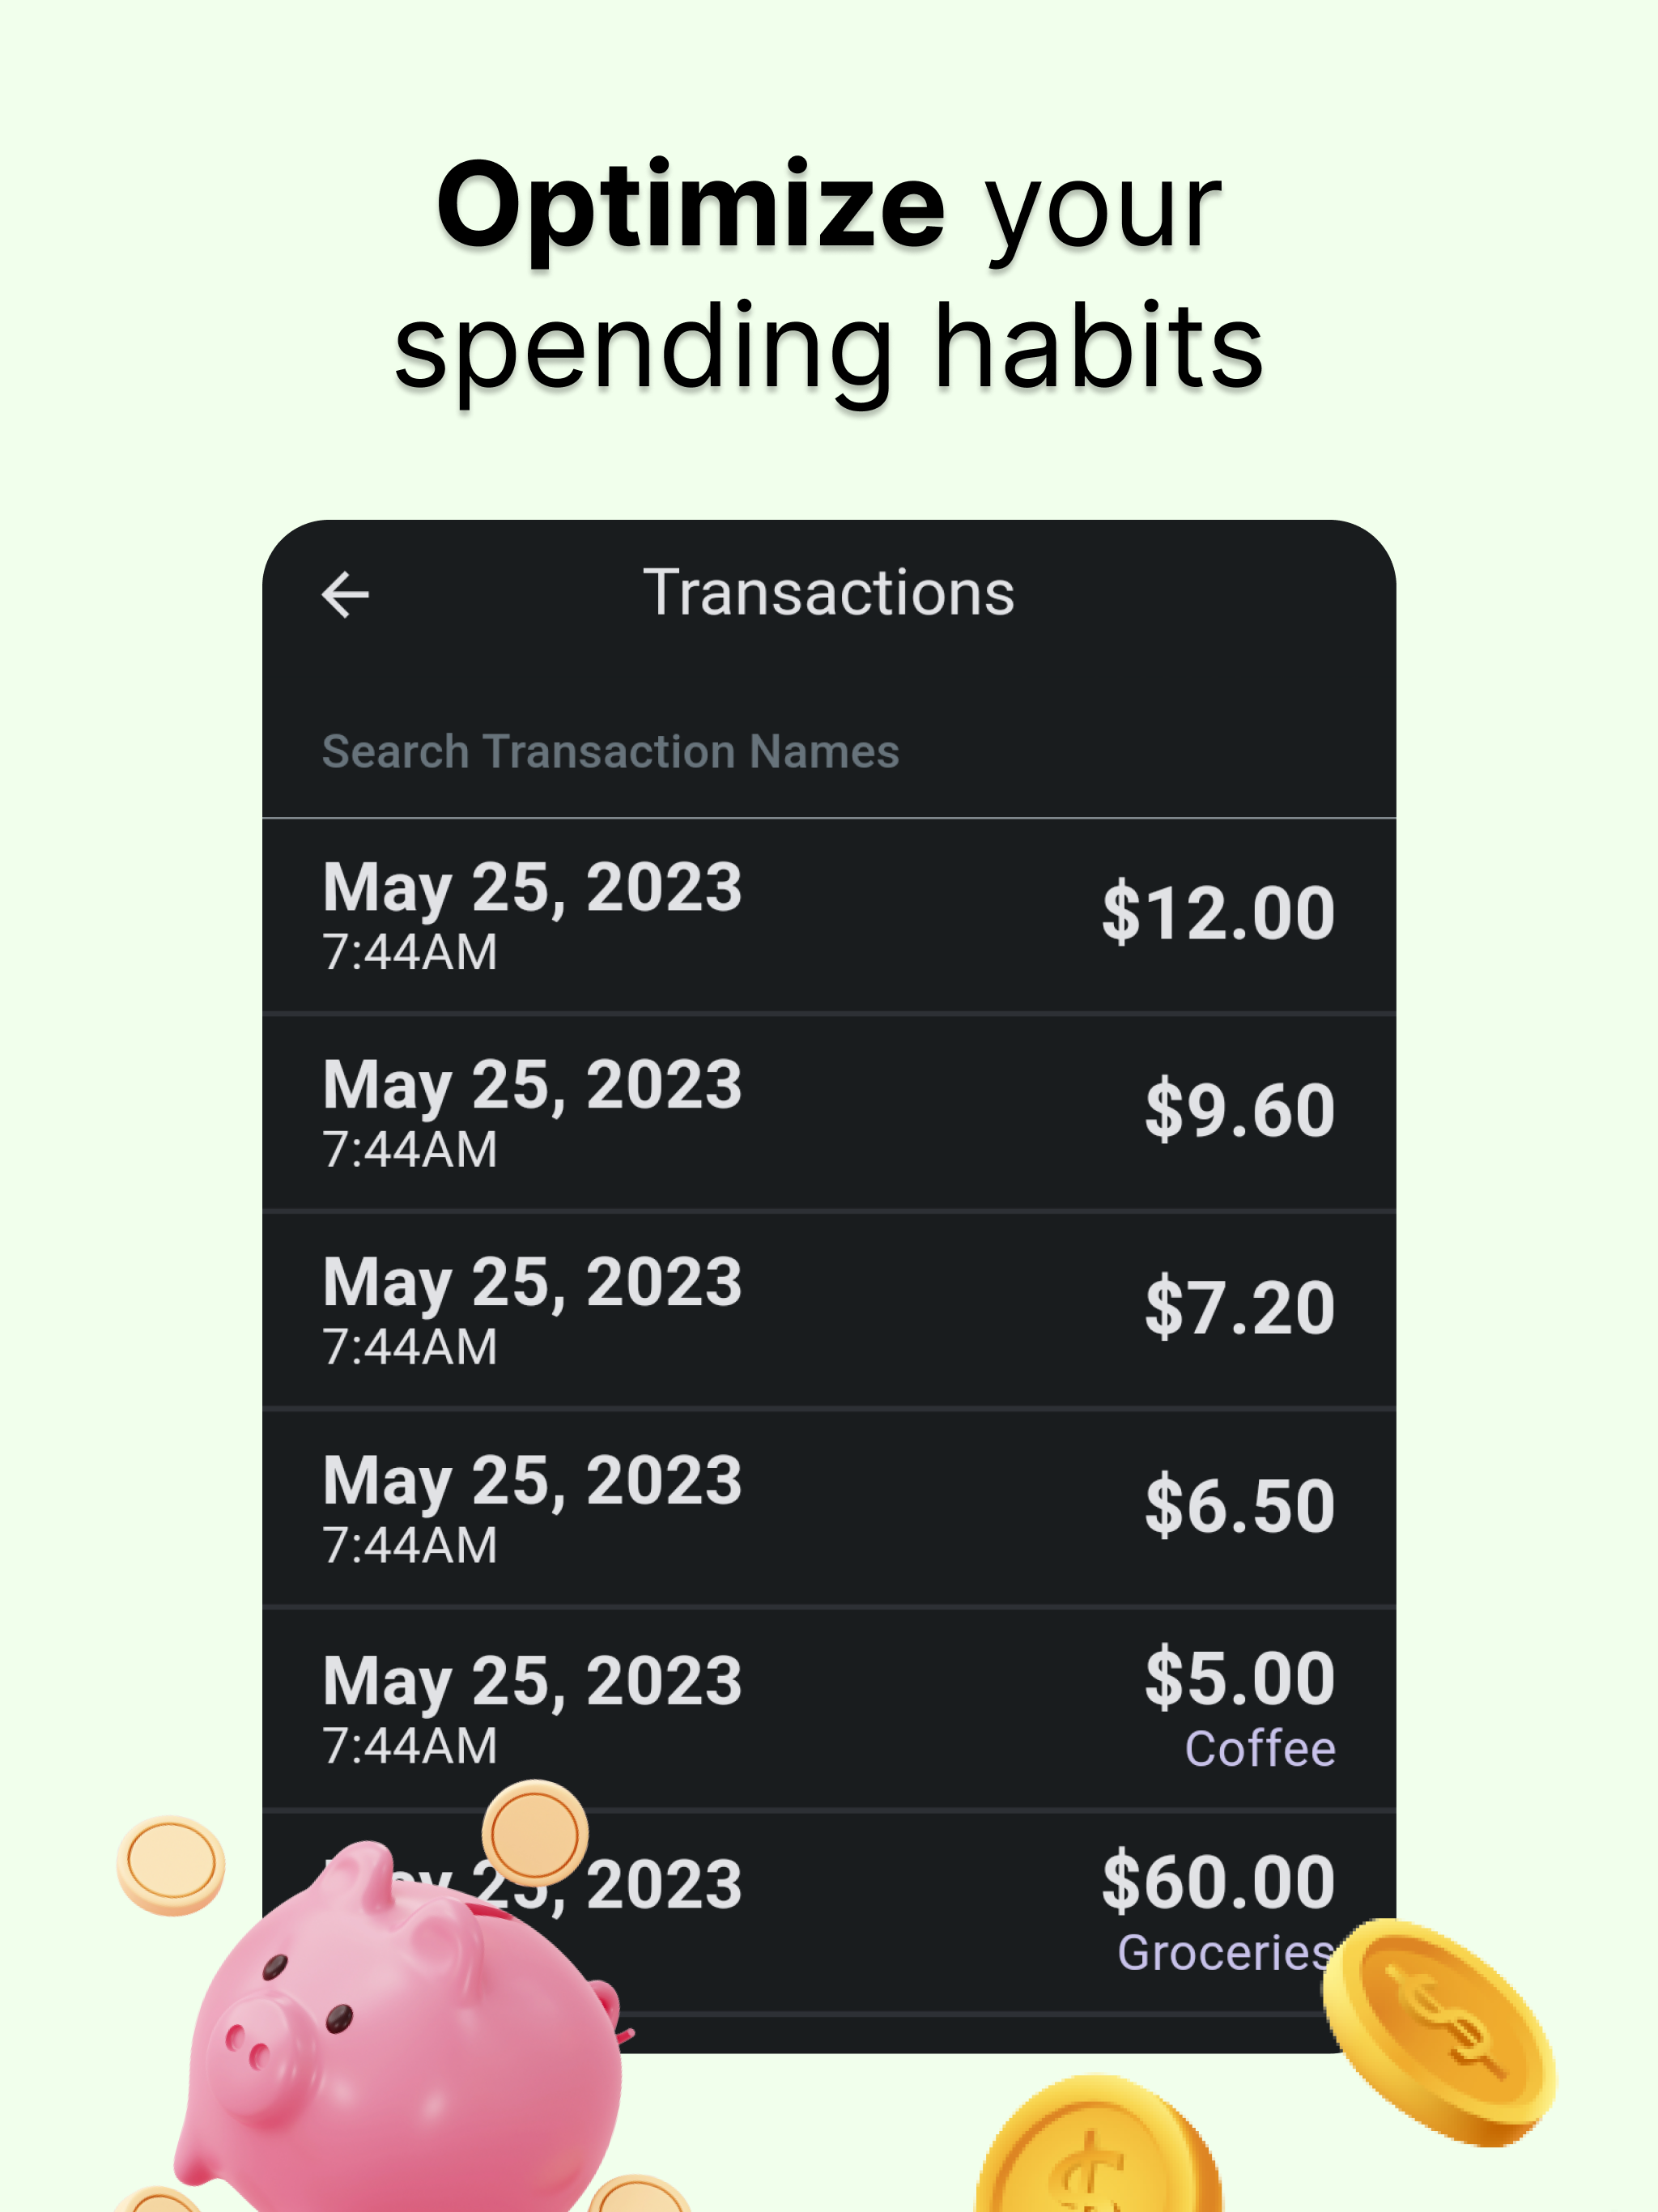 Optimize your
spending habits
Transactions
Search Transaction Names
May 25, 2023
$12.00
7:44AM
May 25, 2023
$9.60
7:44AM
May 25, 2023
$7.20
7:44AM
May 25, 2023
$6.50
7:44AM
May 25, 2023
$5.00
7:44AM
Coffee
May 25, 2023
$60.00
Groceries